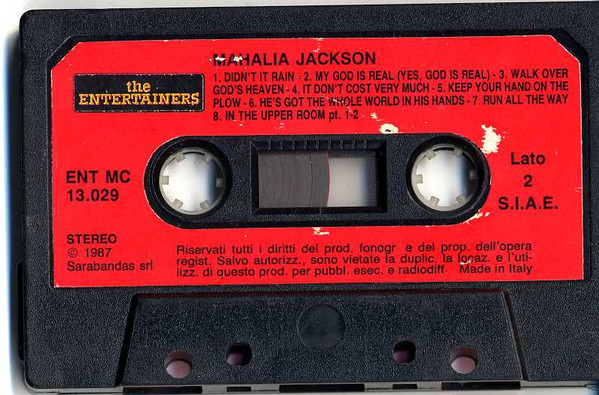 MAHALIA JACKSON
the
ENTERTAINERS
1. DIDN'T IT RAIN - 2. MY GOD IS REAL (YES, GOD IS REAL) - 3. WALK OVER
GOD'S HEAVEN - 4. IT DON'T COST VERY MUCH - 5. KEEP YOUR HAND ON THE
PLOW - 6. HE'S GOT THE WHOLE WORLD IN HIS HANDS - 7. RUN ALL THE WAY
8. IN THE UPPER ROOM pt. 1-2
ENT MC
13.029
Lato
2
S.I.A.E.
STEREO
© 1987
Sarabandas srl
Riservati tutti i diritti del prod. fonogr e del prop. dell'opera
regist. Salvo autorizz., sono vietate la duplic. la locaz. e l'uti-
lizz. di questo prod. per pubbl. esec. e radiodiff Made in Italy